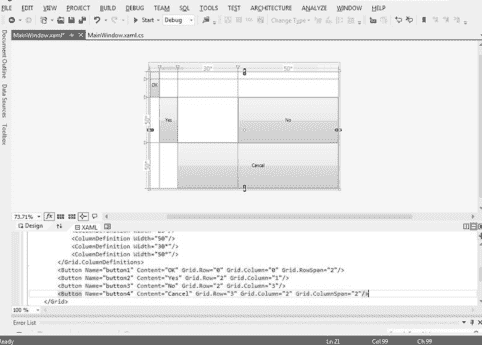 FILE EDIT VIEW PROJECT BUILD DEBUG TEAM SQL TOOLS TEST ARCHITECTURE ANALYZE WINDOW HELP
Start Debug Change Type
MainWindow.xaml* MainWindow.xaml.cs
Document Outline
Data Sources
Toolbox
OK
Yes
No
Cancel
73.71% fx
Design XAML
<ColumnDefinition Width="30*"/>
<ColumnDefinition Width="50*"/>
</Grid.ColumnDefinitions>
<Button Name="button1" Content="OK" Grid.Row="0" Grid.Column="0" Grid.RowSpan="2"/>
<Button Name="button2" Content="Yes" Grid.Row="2" Grid.Column="1"/>
<Button Name="button3" Content="No" Grid.Row="2" Grid.Column="3"/>
<Button Name="button4" Content="Cancel" Grid.Row="3" Grid.Column="2" Grid.ColumnSpan="2"/>
</Grid>
100 %
Error List
Ready Ln 21 Col 99 Ch 99